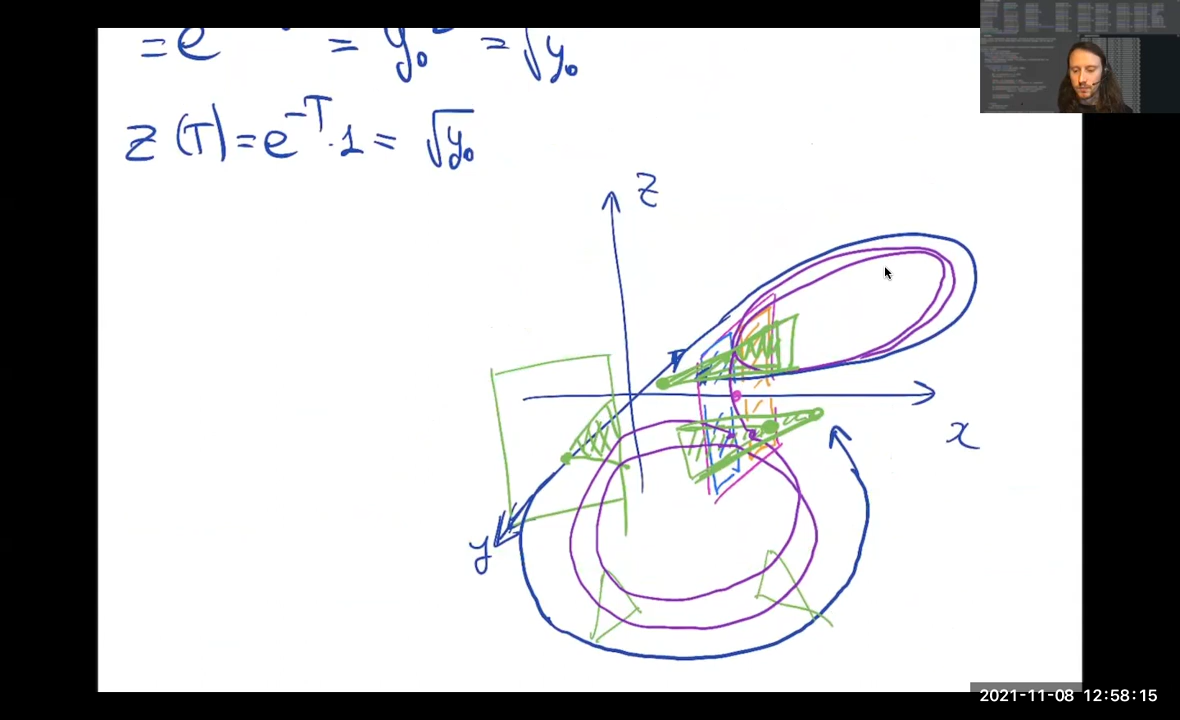 = e = y₀ = √y₀
z (T) = e^{-T} · 1 = √y₀
z
x
y
2021-11-08 12:58:15